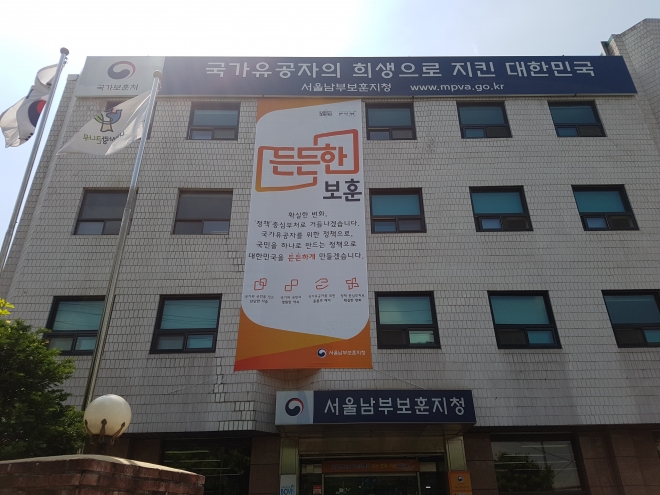 국가보훈처
국가유공자의 희생으로 지킨 대한민국
서울남부보훈지청 www.mpva.go.kr
든든한
보훈
확실한 변화,
'정책'중심부처로 거듭나겠습니다.
국가유공자를 위한 정책으로,
국민을 하나로 만드는 정책으로
대한민국을 든든하게 만들겠습니다.
서울남부보훈지청
서울남부보훈지청